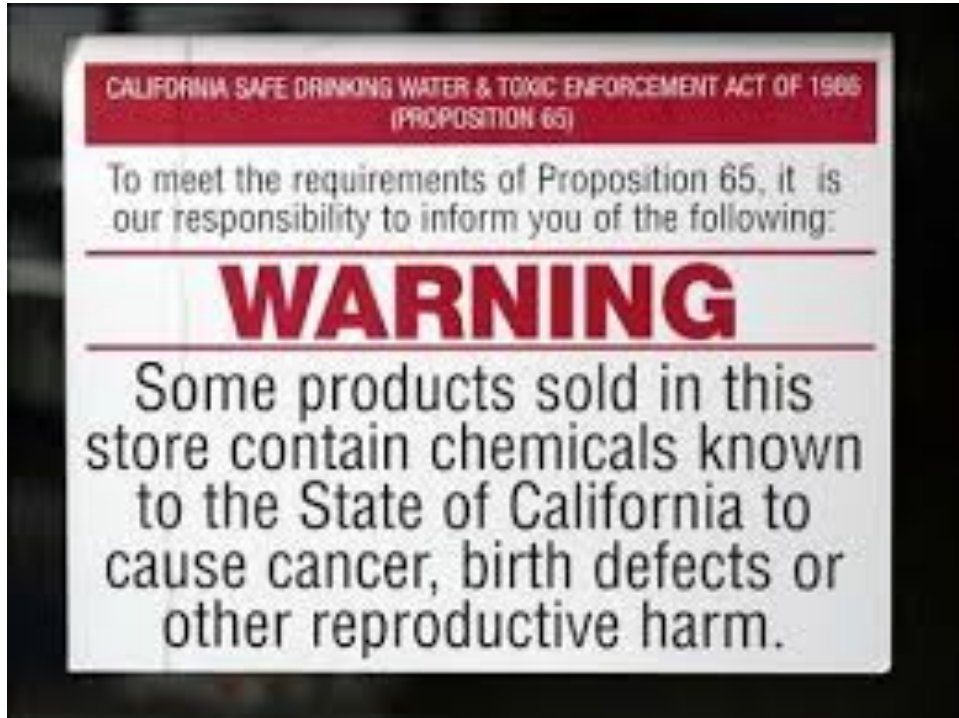 CALIFORNIA SAFE DRINKING WATER & TOXIC ENFORCEMENT ACT OF 1986
(PROPOSITION 65)
To meet the requirements of Proposition 65, it is
our responsibility to inform you of the following:
WARNING
Some products sold in this
store contain chemicals known
to the State of California to
cause cancer, birth defects or
other reproductive harm.